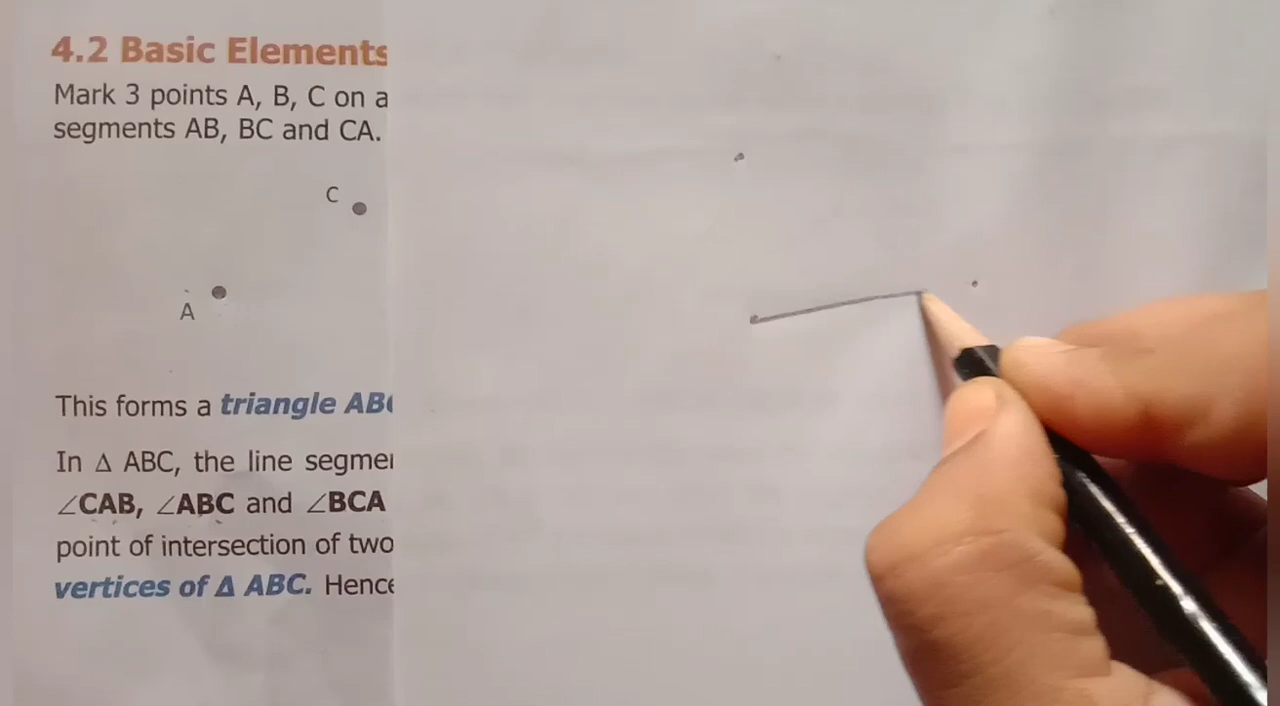 4.2 Basic Elements
Mark 3 points A, B, C on a
segments AB, BC and CA.
C
A
This forms a triangle AB
In Δ ABC, the line segme
∠CAB, ∠ABC and ∠BCA
point of intersection of two
vertices of Δ ABC. Hence